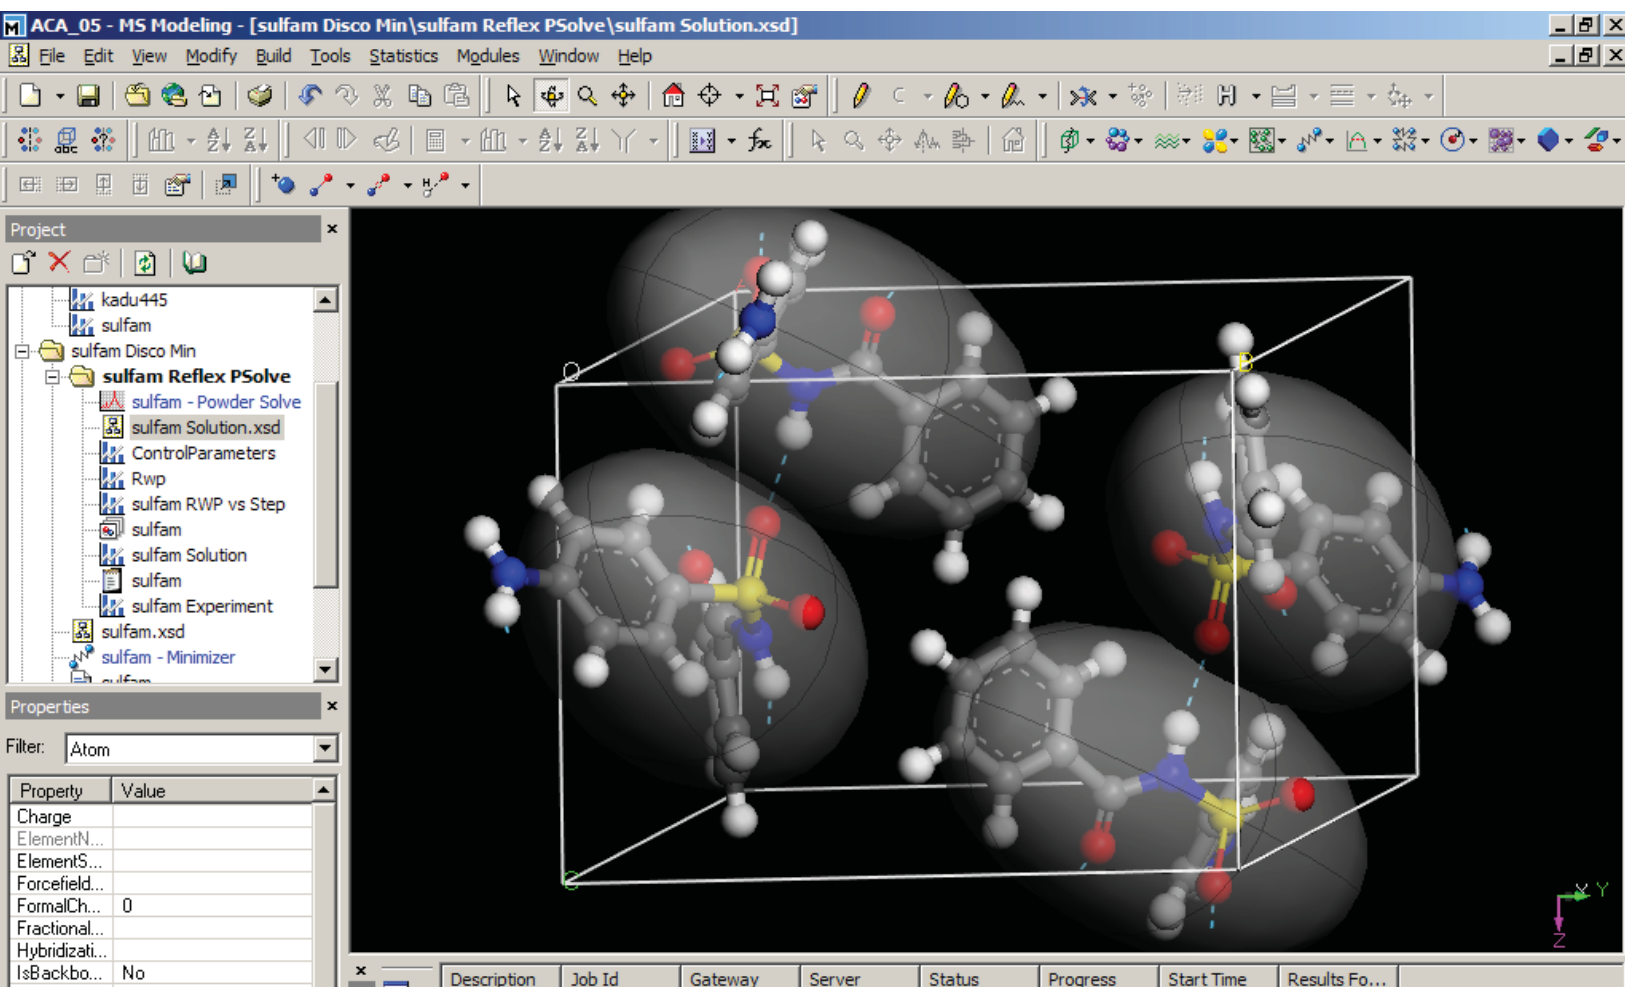 ACA_05 - MS Modeling - [sulfam Disco Min\sulfam Reflex PSolve\sulfam Solution.xsd]
File Edit View Modify Build Tools Statistics Modules Window Help
Project
kadu445
sulfam
sulfam Disco Min
sulfam Reflex PSolve
sulfam - Powder Solve
sulfam Solution.xsd
ControlParameters
Rwp
sulfam RWP vs Step
sulfam
sulfam Solution
sulfam
sulfam Experiment
sulfam.xsd
sulfam - Minimizer
sulfam
Properties
Filter: Atom
Property Value
Charge
ElementN...
ElementS...
Forcefield...
FormalCh... 0
Fractional...
Hybridizati...
IsBackbo... No
O
B
C
X Y
Z
Description Job Id Gateway Server Status Progress Start Time Results Fo...